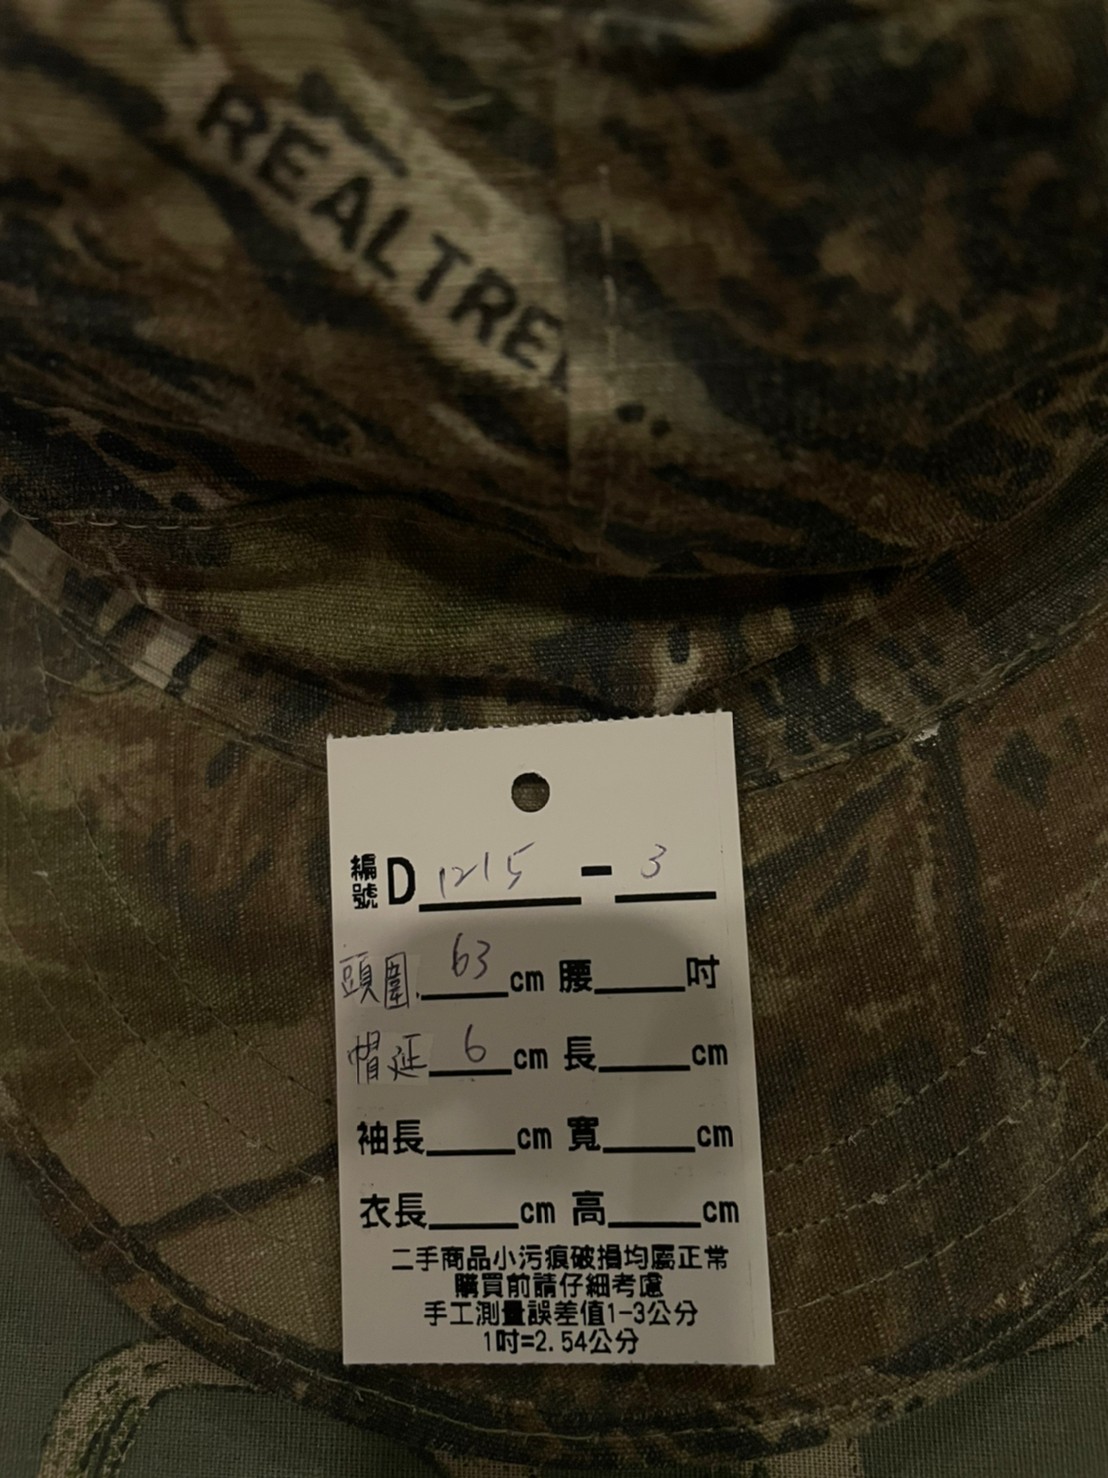 REALTREE
編號 D 1215 - 3
頭圍 63 cm 腰 吋
帽延 6 cm 長 cm
袖長 cm 寬 cm
衣長 cm 高 cm
二手商品小污痕破損均屬正常
購買前請仔細考慮
手工測量誤差值1-3公分
1吋=2.54公分